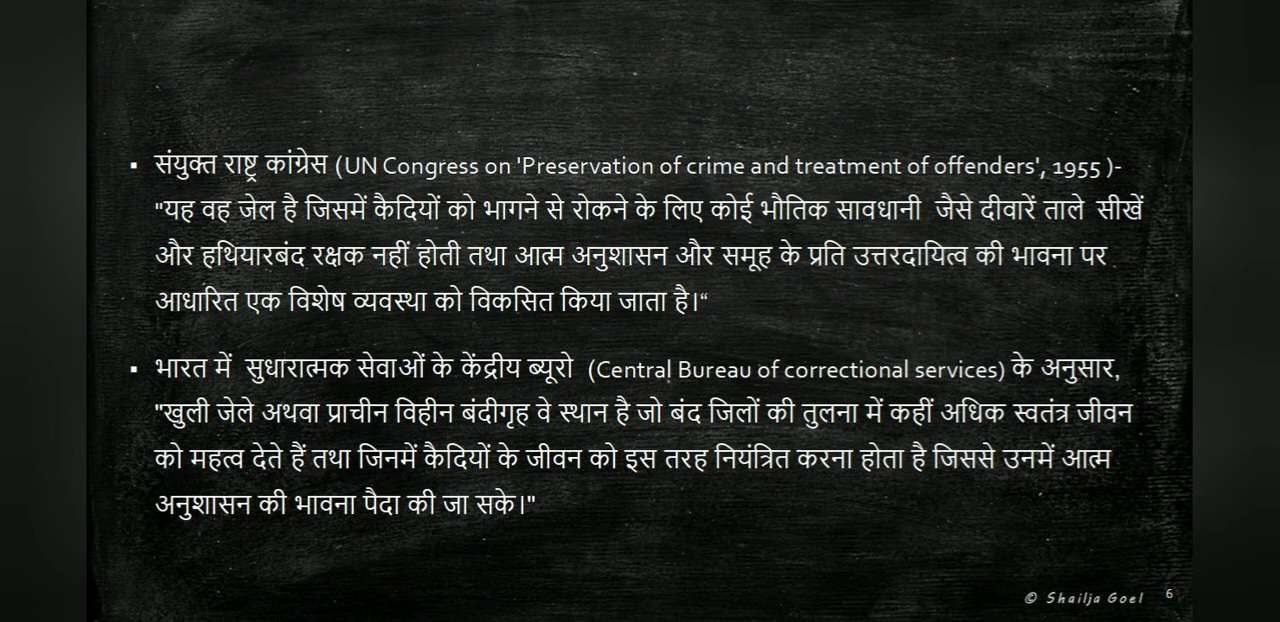 ▪ संयुक्त राष्ट्र कांग्रेस (UN Congress on 'Preservation of crime and treatment of offenders', 1955 )-
"यह वह जेल है जिसमें कैदियों को भागने से रोकने के लिए कोई भौतिक सावधानी जैसे दीवारें ताले सीखें
और हथियारबंद रक्षक नहीं होती तथा आत्म अनुशासन और समूह के प्रति उत्तरदायित्व की भावना पर
आधारित एक विशेष व्यवस्था को विकसित किया जाता है।“
▪ भारत में सुधारात्मक सेवाओं के केंद्रीय ब्यूरो (Central Bureau of correctional services) के अनुसार,
"खुली जेले अथवा प्राचीन विहीन बंदीगृह वे स्थान है जो बंद जिलों की तुलना में कहीं अधिक स्वतंत्र जीवन
को महत्व देते हैं तथा जिनमें कैदियों के जीवन को इस तरह नियंत्रित करना होता है जिससे उनमें आत्म
अनुशासन की भावना पैदा की जा सके।"
© Shailja Goel 6